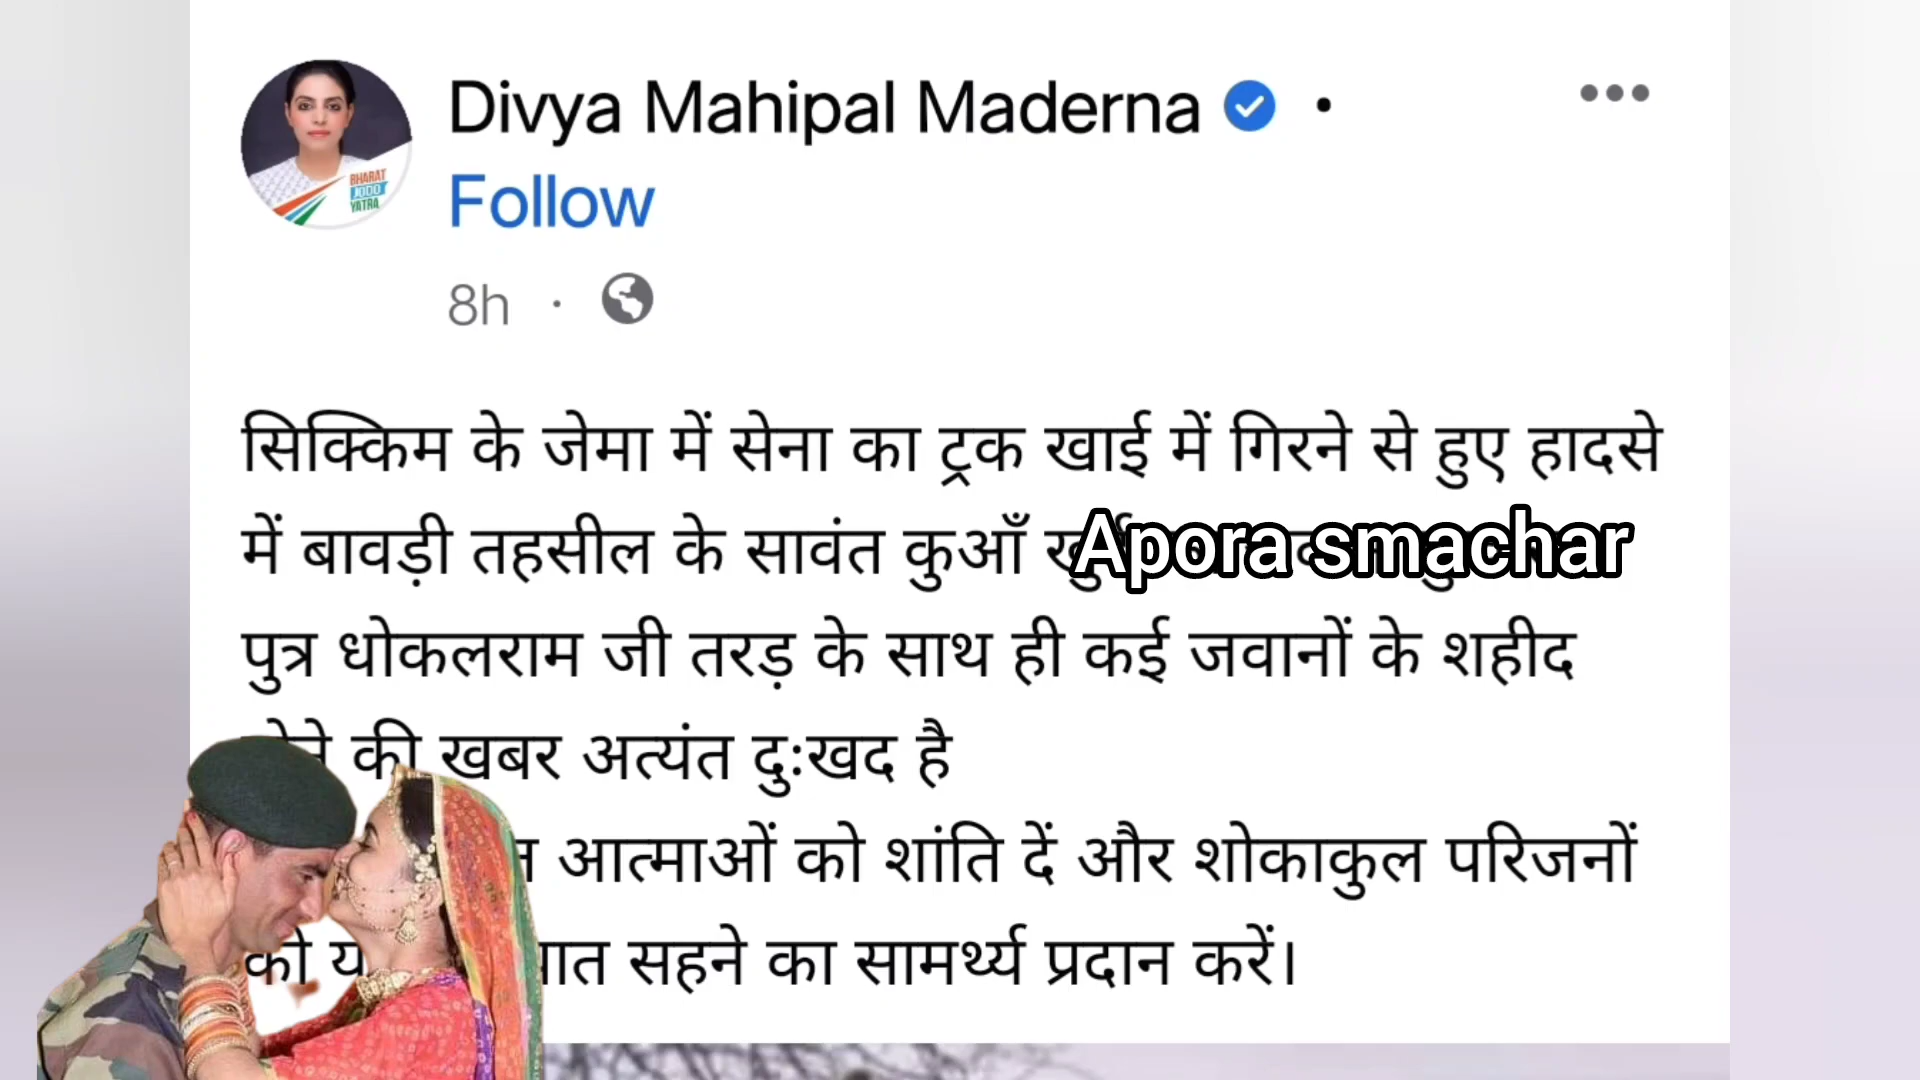 Divya Mahipal Maderna •
Follow
8h ·
BHARAT
JODO
YATRA
सिक्किम के जेमा में सेना का ट्रक खाई में गिरने से हुए हादसे
में बावड़ी तहसील के सावंत कुआँ
Apora smachar
पुत्र धोकलराम जी तरड़ के साथ ही कई जवानों के शहीद
की खबर अत्यंत दुःखद है
आत्माओं को शांति दें और शोकाकुल परिजनों
को सहने का सामर्थ्य प्रदान करें।